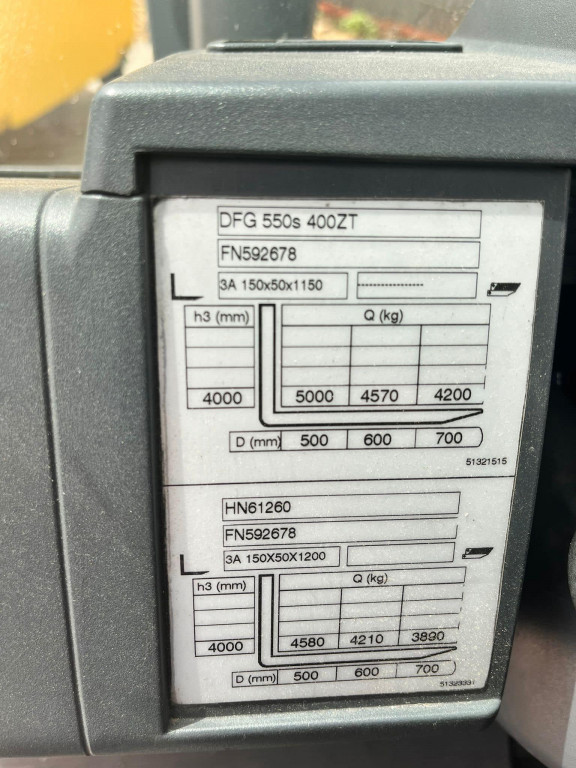 DFG 550s 400ZT
FN592678
3A 150x50x1150 ----------------
h3 (mm) Q (kg)
4000 5000 4570 4200
D (mm) 500 600 700
51321515
HN61260
FN592678
3A 150X50X1200
h3 (mm) Q (kg)
4000 4580 4210 3890
D (mm) 500 600 700
51323331